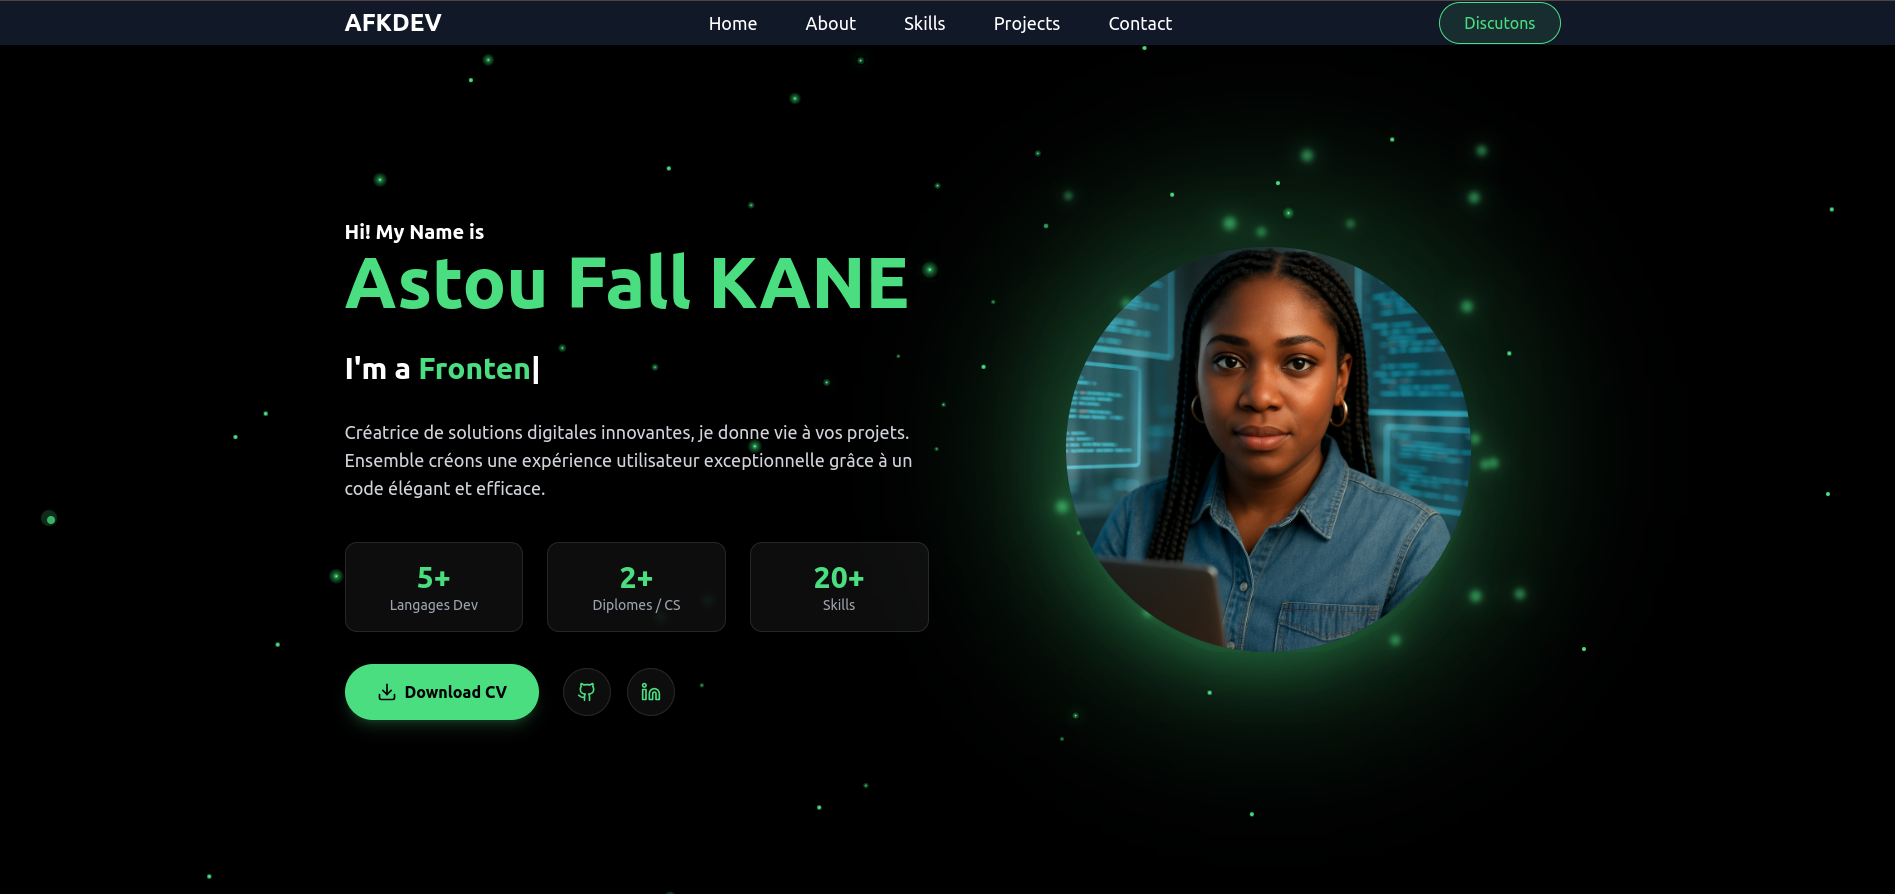 AFKDEV
Home
About
Skills
Projects
Contact
Discutons
Hi! My Name is
Astou Fall KANE
I'm a Fronten|
Créatrice de solutions digitales innovantes, je donne vie à vos projets.
Ensemble créons une expérience utilisateur exceptionnelle grâce à un
code élégant et efficace.
5+
Langages Dev
2+
Diplomes / CS
20+
Skills
Download CV